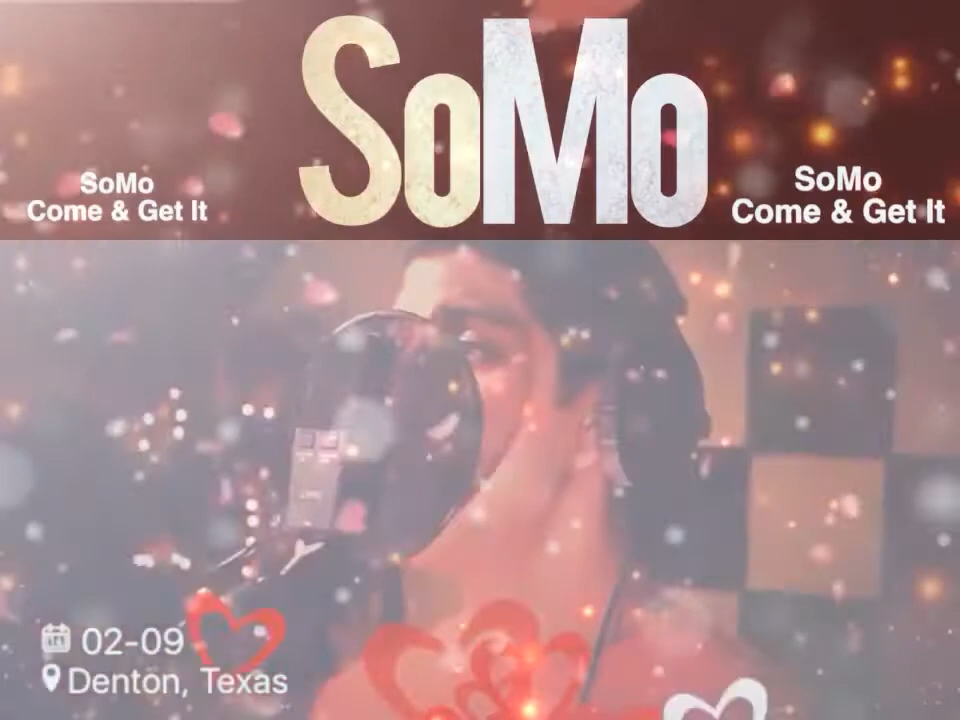 SoMo
SoMo
Come & Get It
SoMo
Come & Get It
02-09
Denton, Texas